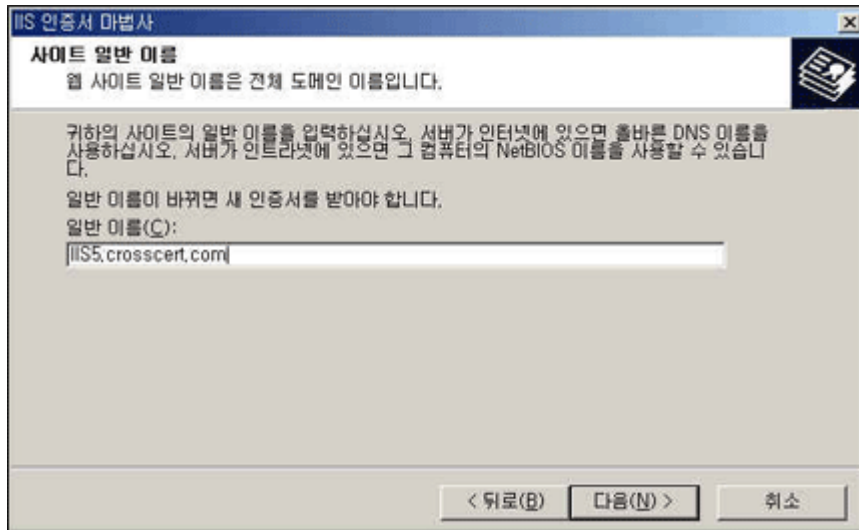 IIS 인증서 마법사
사이트 일반 이름
웹 사이트 일반 이름은 전체 도메인 이름입니다.
귀하의 사이트의 일반 이름을 입력하십시오. 서버가 인터넷에 있으면 올바른 DNS 이름을
사용하십시오. 서버가 인트라넷에 있으면 그 컴퓨터의 NetBIOS 이름을 사용할 수 있습니
다.
일반 이름이 바뀌면 새 인증서를 받아야 합니다.
일반 이름(C):
IIS5.crosscert.com
< 뒤로(B) 다음(N) > 취소